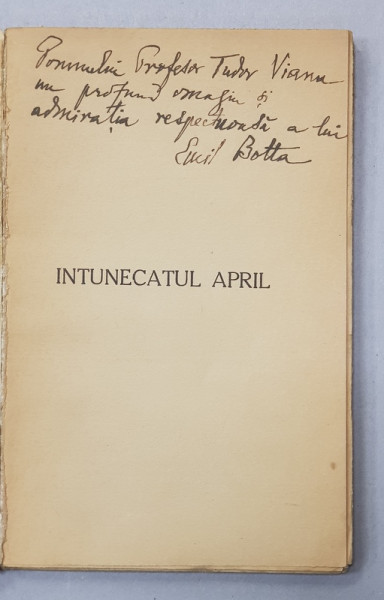 Domnului Profesor Tudor Vianu
un profund omagiu și
admirația respectuoasă a lui
Emil Botta
INTUNECATUL APRIL